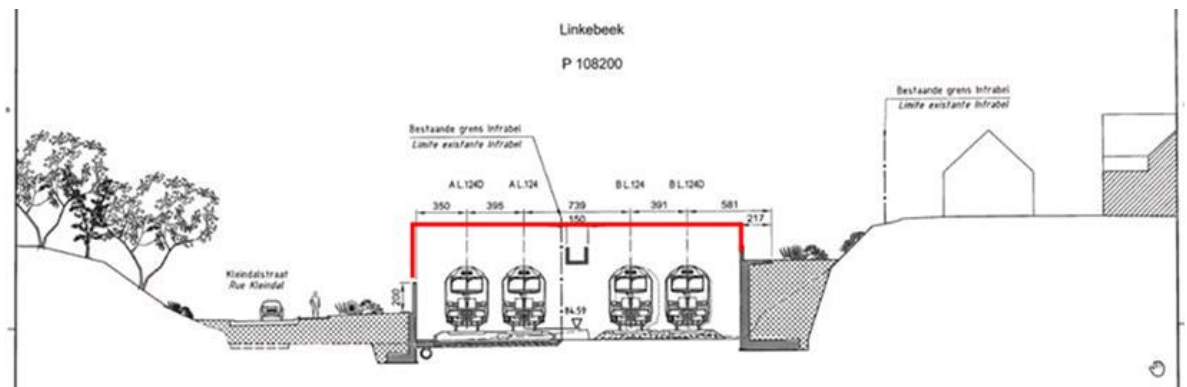 Linkebeek
P 108200
Bestaande grens Infrabel
Limite existante Infrabel
Bestaande grens Infrabel
Limite existante Infrabel
A L.124D
A L.124
B L.124
B L.124D
350
395
739
391
581
550
217
Kleindalstraat
Rue Kleindal
200
84.59